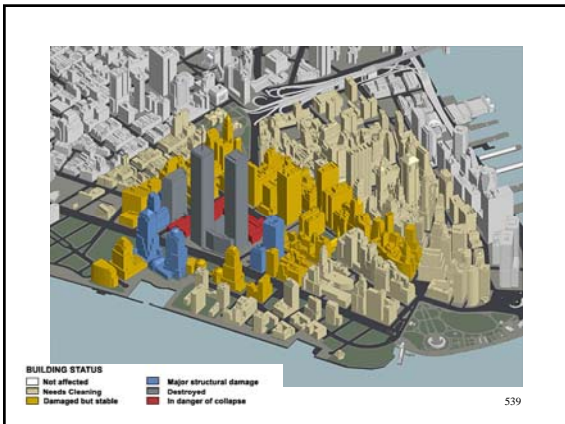 BUILDING STATUS
Not affected
Needs Cleaning
Damaged but stable
Major structural damage
Destroyed
In danger of collapse
539